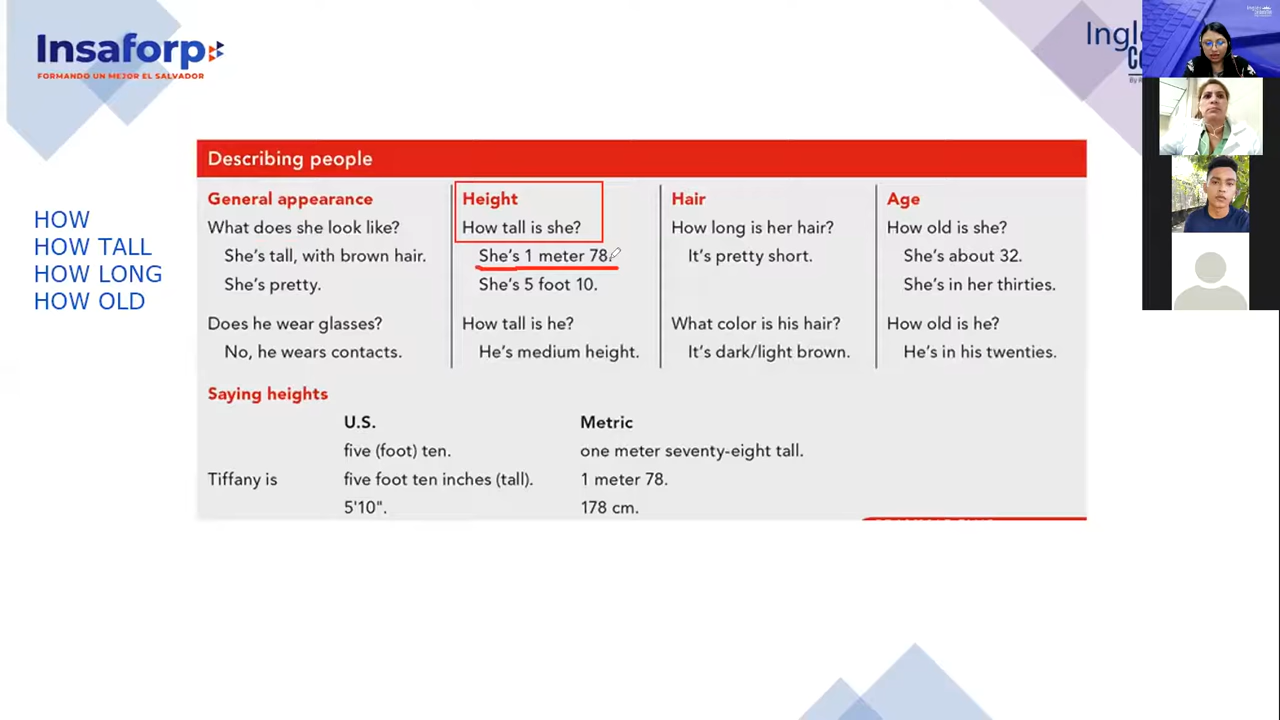 Insaforp
FORMANDO UN MEJOR EL SALVADOR
HOW
HOW TALL
HOW LONG
HOW OLD
Describing people
General appearance
What does she look like?
She's tall, with brown hair.
She's pretty.
Does he wear glasses?
No, he wears contacts.
Height
How tall is she?
She's 1 meter 78.
She's 5 foot 10.
How tall is he?
He's medium height.
Hair
How long is her hair?
It's pretty short.
What color is his hair?
It's dark/light brown.
Age
How old is she?
She's about 32.
She's in her thirties.
How old is he?
He's in his twenties.
Saying heights
U.S.
Metric
five (foot) ten.
one meter seventy-eight tall.
Tiffany is
five foot ten inches (tall).
1 meter 78.
5'10".
178 cm.